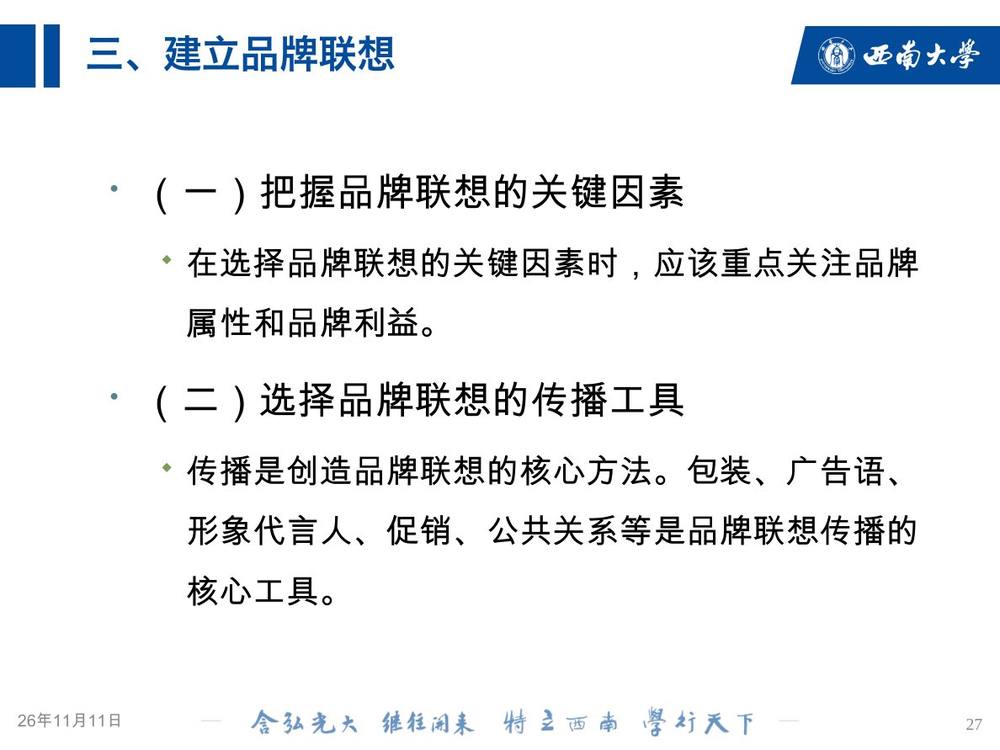 三、建立品牌联想
西南大学
（一）把握品牌联想的关键因素
在选择品牌联想的关键因素时，应该重点关注品牌
属性和品牌利益。
（二）选择品牌联想的传播工具
传播是创造品牌联想的核心方法。包装、广告语、
形象代言人、促销、公共关系等是品牌联想传播的
核心工具。
26年11月11日
含弘光大 继往开来 特立西南 學行天下
27